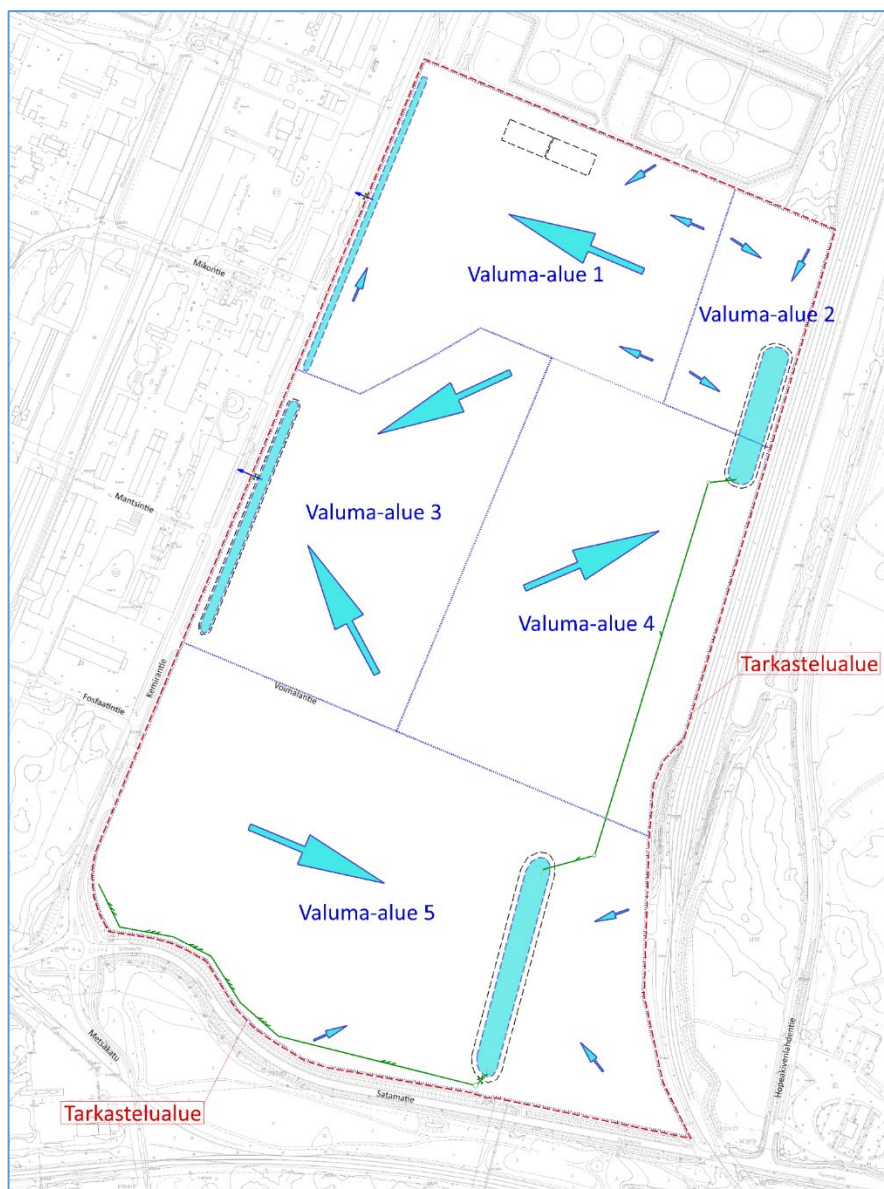 Mikontie
Valuma-alue 1
Valuma-alue 2
Mantsintie
Valuma-alue 3
Valuma-alue 4
Tarkastelualue
Fosfaatintie
Kemirantie
Voimalantie
Valuma-alue 5
Metsäkatu
Satamatie
Hopeakivenlahdentie
Tarkastelualue